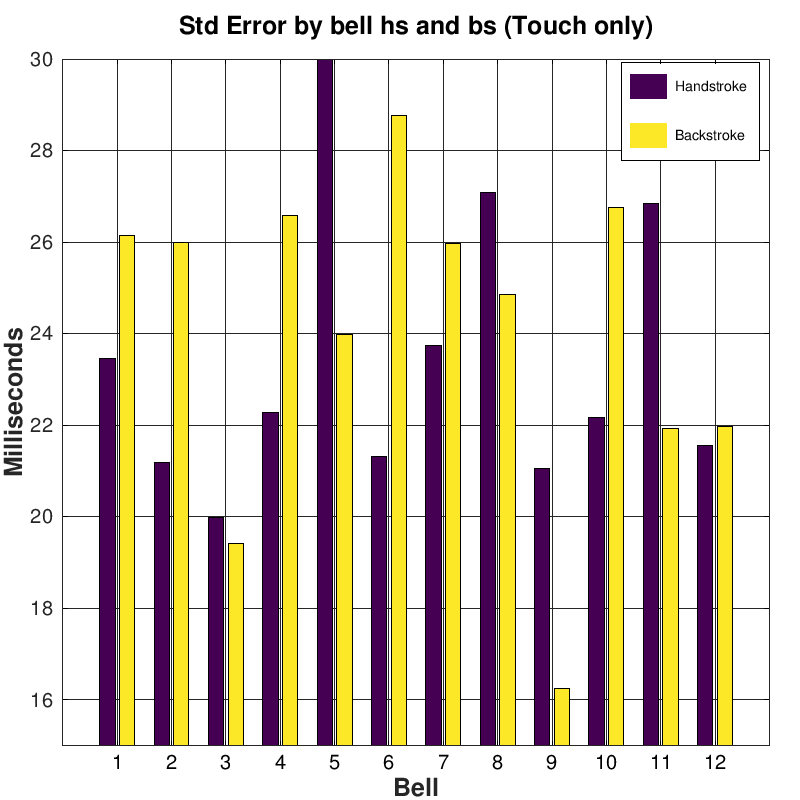 Std Error by bell hs and bs (Touch only)
30
28
26
24
22
20
18
16
Milliseconds
Handstroke
Backstroke
1 2 3 4 5 6 7 8 9 10 11 12
Bell